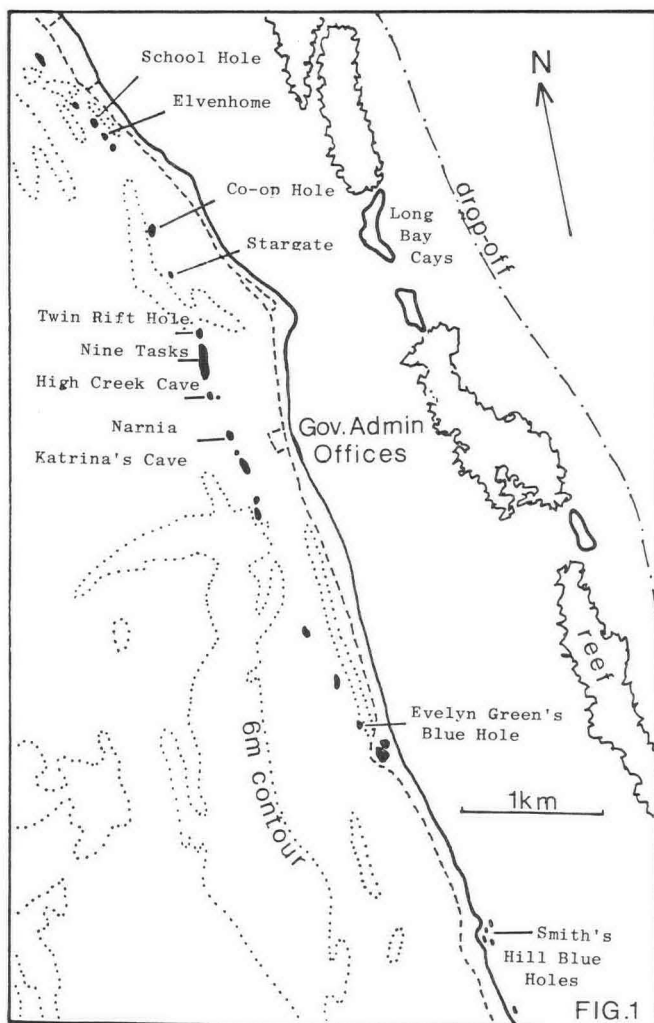 School Hole
Elvenhome
N
Co-op Hole
Long
Bay
Cays
drop-off
Stargate
Twin Rift Hole
Nine Tasks
High Creek Cave
Narnia
Gov. Admin
Offices
Katrina's Cave
reef
Evelyn Green's
Blue Hole
6m contour
1km
Smith's
Hill Blue
Holes
FIG.1